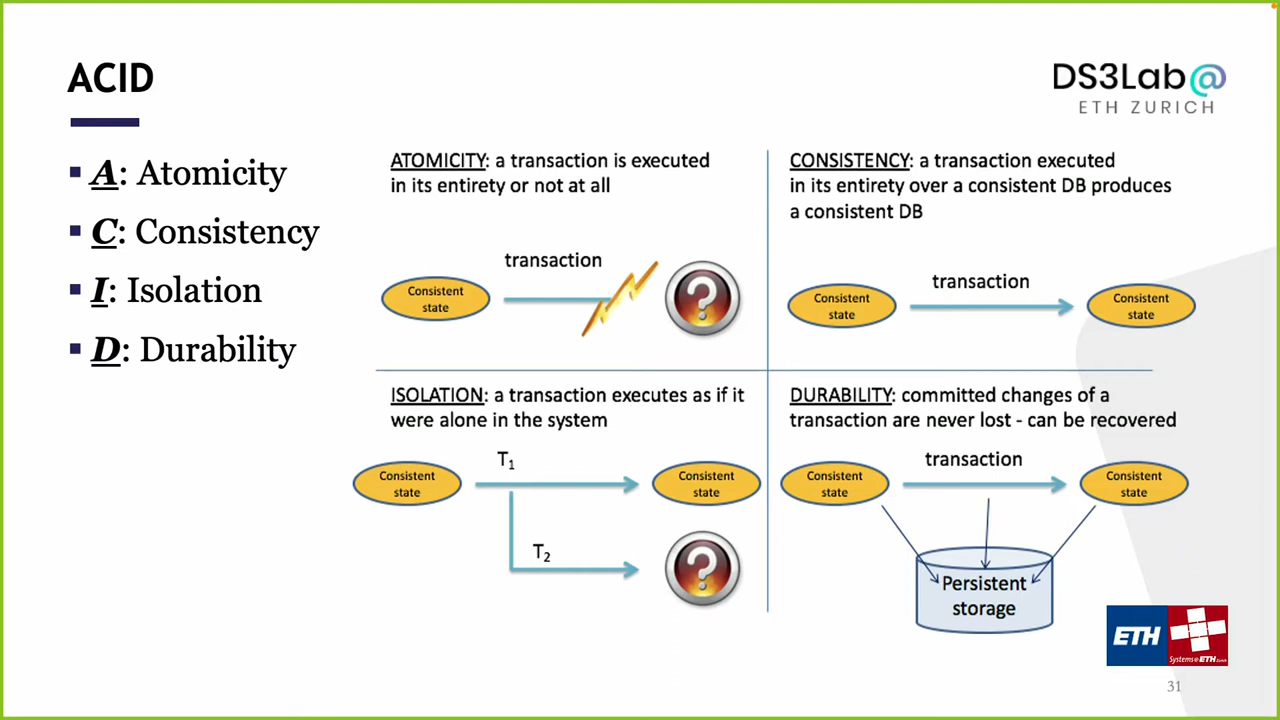 ACID
DS3Lab@
ETH ZURICH
▪ A: Atomicity
▪ C: Consistency
▪ I: Isolation
▪ D: Durability
ATOMICITY: a transaction is executed
in its entirety or not at all
transaction
Consistent
state
?
CONSISTENCY: a transaction executed
in its entirety over a consistent DB produces
a consistent DB
transaction
Consistent
state
Consistent
state
ISOLATION: a transaction executes as if it
were alone in the system
T1
Consistent
state
Consistent
state
T2
?
DURABILITY: committed changes of a
transaction are never lost - can be recovered
transaction
Consistent
state
Consistent
state
Persistent
storage
ETH
Systems@ETH Zurich
31